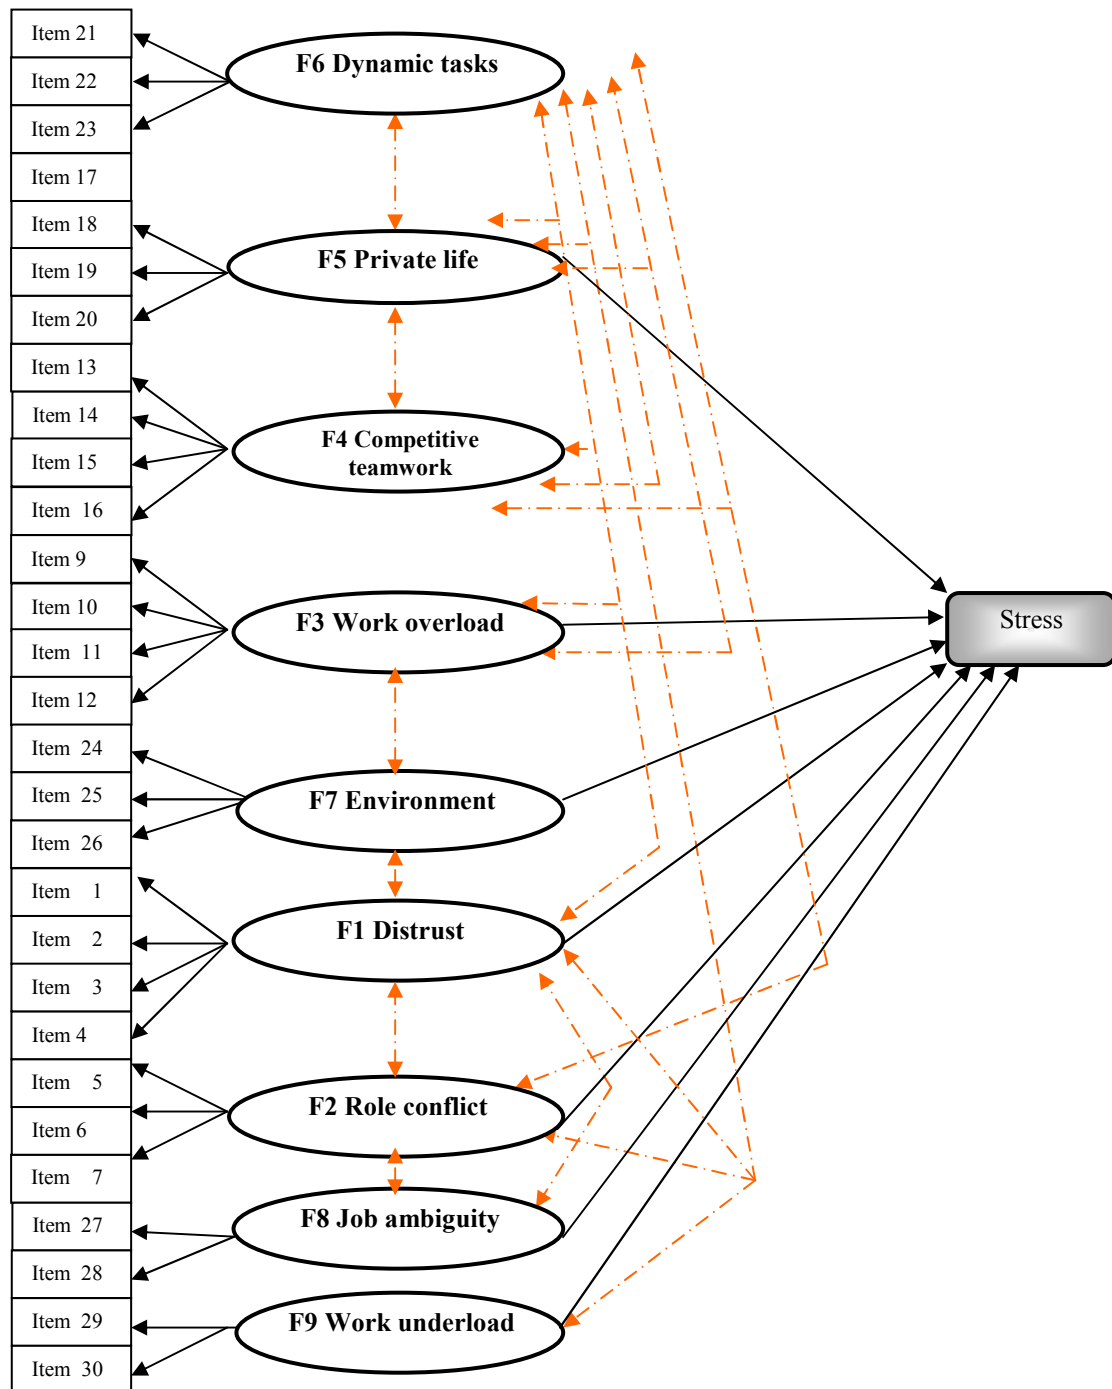 Item 21
Item 22
Item 23
Item 17
Item 18
Item 19
Item 20
Item 13
Item 14
Item 15
Item 16
Item 9
Item 10
Item 11
Item 12
Item 24
Item 25
Item 26
Item 1
Item 2
Item 3
Item 4
Item 5
Item 6
Item 7
Item 27
Item 28
Item 29
Item 30
F6 Dynamic tasks
F5 Private life
F4 Competitive
teamwork
F3 Work overload
F7 Environment
F1 Distrust
F2 Role conflict
F8 Job ambiguity
F9 Work underload
Stress